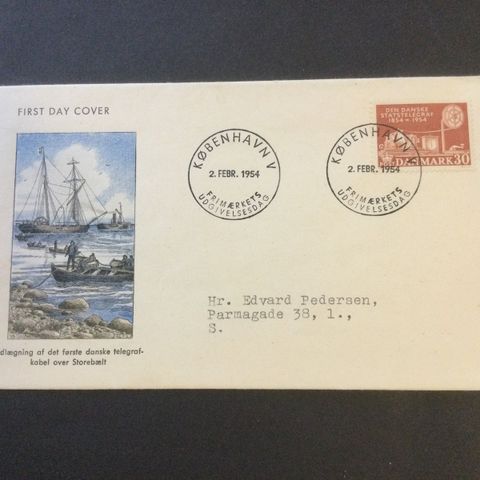 FIRST DAY COVER
KØBENHAVN V
2. FEBR. 1954
FRIMÆRKETS
UDGIVELSESDAG
KØBENHAVN V
2. FEBR. 1954
FRIMÆRKETS
UDGIVELSESDAG
DEN DANSKE
STATSTELEGRAF
1854 - 1954
DANMARK 30
Hr. Edvard Pedersen,
Parmagade 38, 1.,
S.
dlægning af det første danske telegraf-
kabel over Storebælt